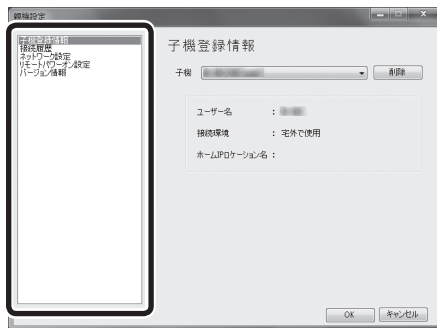 親機設定
子機登録情報
接続履歴
ネットワーク設定
リモートパワーオン設定
バージョン情報
子機登録情報
子機
削除
ユーザー名 :
接続環境 : 宅外で使用
ホームIPロケーション名 :
OK
キャンセル